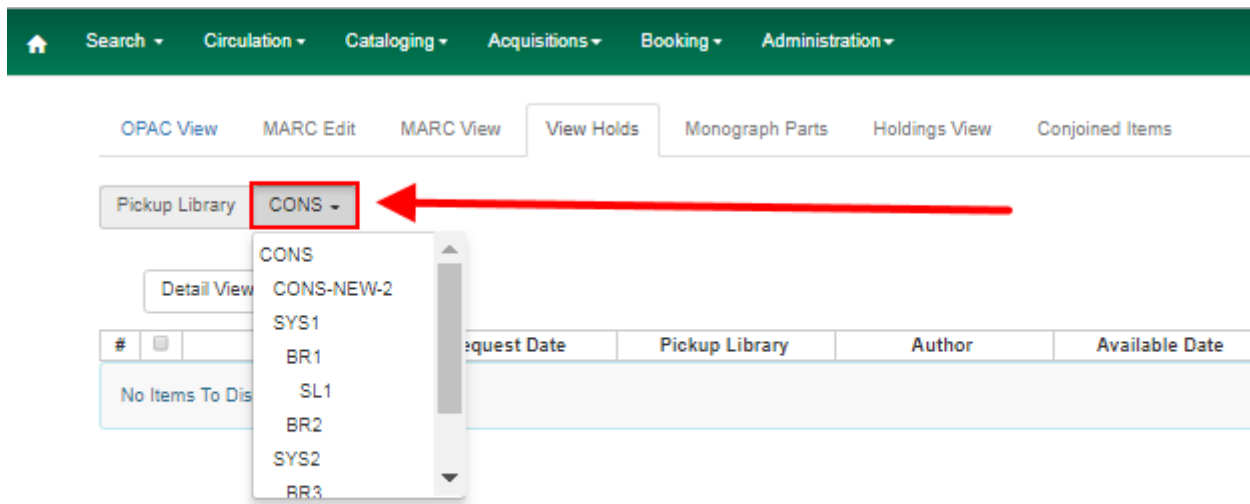 Search Circulation Cataloging Acquisitions Booking Administration
OPAC View MARC Edit MARC View View Holds Monograph Parts Holdings View Conjoined Items
Pickup Library CONS
CONS
Detail View CONS-NEW-2
SYS1
# equest Date Pickup Library Author Available Date
BR1
No Items To Dis SL1
BR2
SYS2
BR3